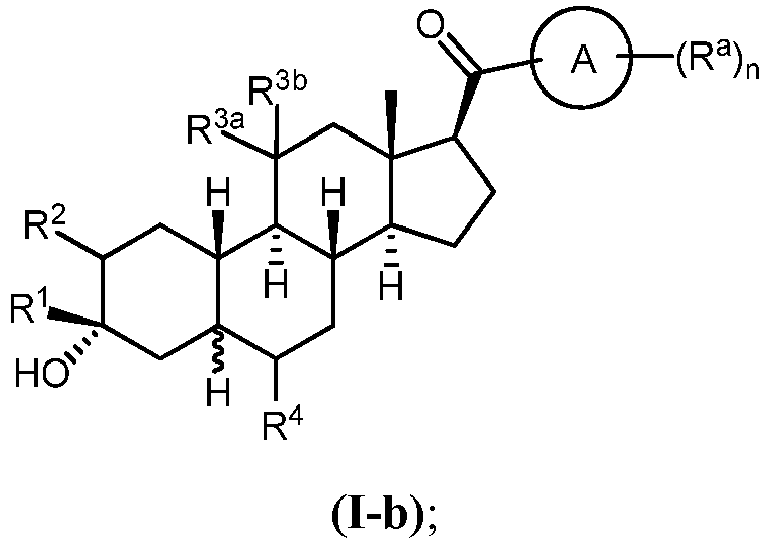 O
A
(Rᵃ)ₙ
R³ᵇ
R³ᵃ
H
H
R²
H
H
R¹
HO
H
R⁴
(I-b);